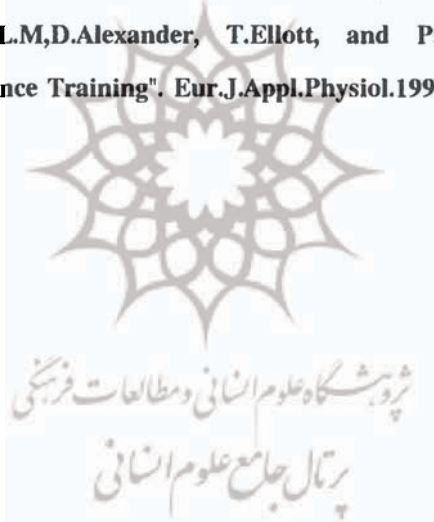 L.M,D.Alexander, T.Ellott, and P.
nce Training". Eur.J.Appl.Physiol.199
پژوهشگاه علوم انسانی و مطالعات فرهنگی
پرتال جامع علوم انسانی